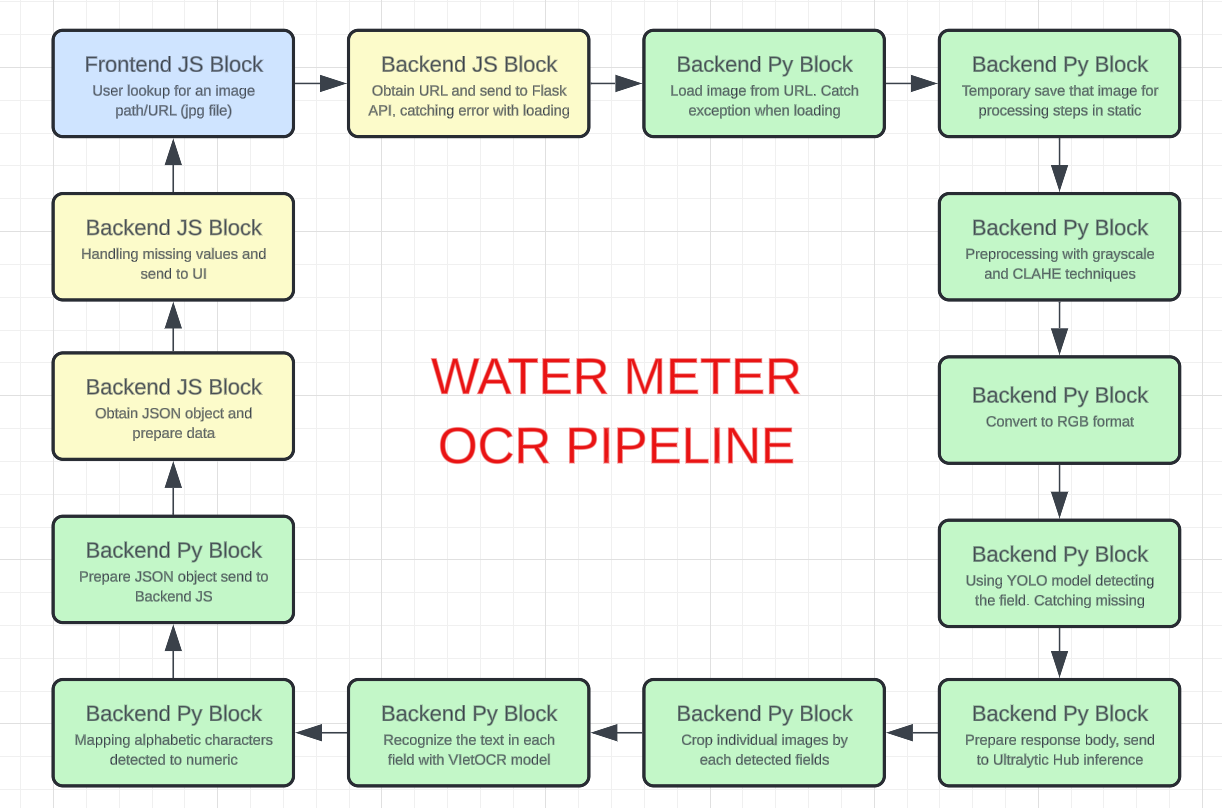 Frontend JS Block
User lookup for an image
path/URL (jpg file)
Backend JS Block
Obtain URL and send to Flask
API, catching error with loading
Backend Py Block
Load image from URL. Catch
exception when loading
Backend Py Block
Temporary save that image for
processing steps in static
Backend Py Block
Preprocessing with grayscale
and CLAHE techniques
Backend Py Block
Convert to RGB format
Backend Py Block
Using YOLO model detecting
the field. Catching missing
Backend Py Block
Prepare response body, send
to Ultralytic Hub inference
Backend Py Block
Crop individual images by
each detected fields
Backend Py Block
Recognize the text in each
field with VIetOCR model
Backend Py Block
Mapping alphabetic characters
detected to numeric
Backend Py Block
Prepare JSON object send to
Backend JS
Backend JS Block
Obtain JSON object and
prepare data
Backend JS Block
Handling missing values and
send to UI
WATER METER
OCR PIPELINE